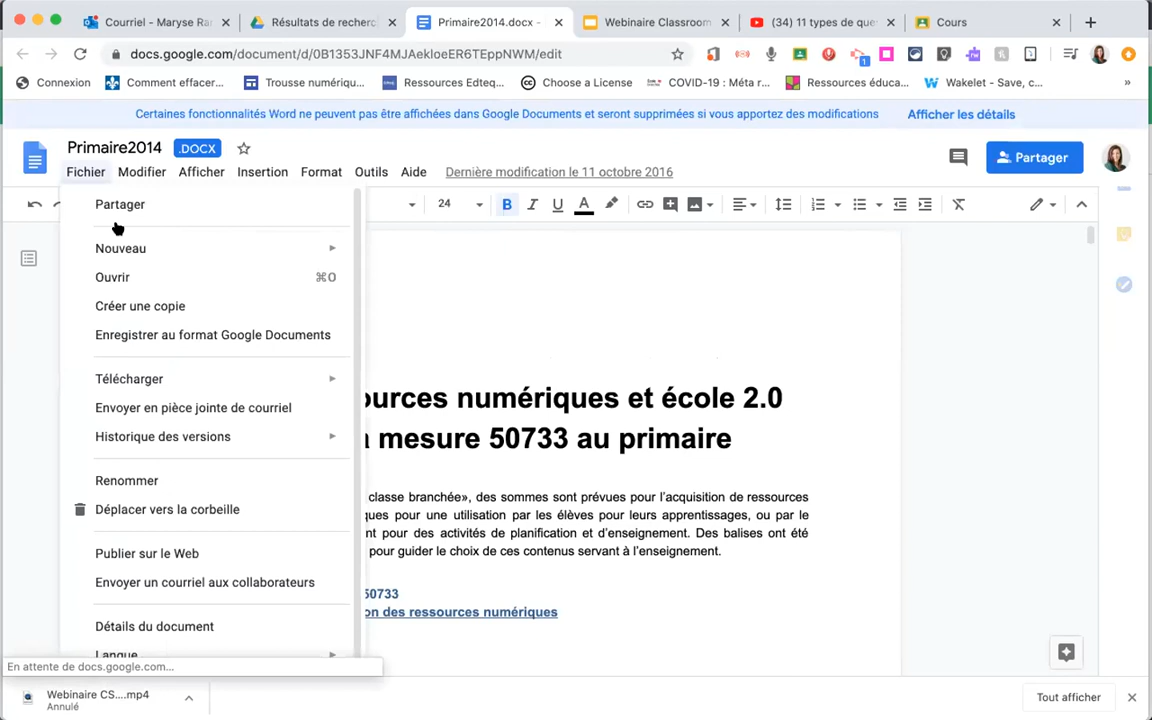 Courriel - Maryse Ra
Résultats de recherc
Primaire2014.docx -
Webinaire Classroom
(34) 11 types de que
Cours
docs.google.com/document/d/0B1353JNF4MJAekloeER6TEppNWM/edit
1
Connexion
Comment effacer...
Trousse numériqu...
Ressources Edteq...
Choose a License
COVID-19 : Méta r...
Ressources éduca...
Wakelet - Save, c...
»
Certaines fonctionnalités Word ne peuvent pas être affichées dans Google Documents et seront supprimées si vous apportez des modifications
Afficher les détails
Primaire2014 .DOCX
Partager
Fichier Modifier Afficher Insertion Format Outils Aide Dernière modification le 11 octobre 2016
24 B I U A
Partager
Nouveau
Ouvrir ⌘O
Créer une copie
Enregistrer au format Google Documents
Télécharger
Envoyer en pièce jointe de courriel
Historique des versions
Renommer
Déplacer vers la corbeille
Publier sur le Web
Envoyer un courriel aux collaborateurs
Détails du document
Langue
ources numériques et école 2.0
a mesure 50733 au primaire
classe branchée», des sommes sont prévues pour l'acquisition de ressources
ques pour une utilisation par les élèves pour leurs apprentissages, ou par le
nt pour des activités de planification et d'enseignement. Des balises ont été
pour guider le choix de ces contenus servant à l'enseignement.
50733
on des ressources numériques
En attente de docs.google.com...
Webinaire CS....mp4
Annulé
Tout afficher